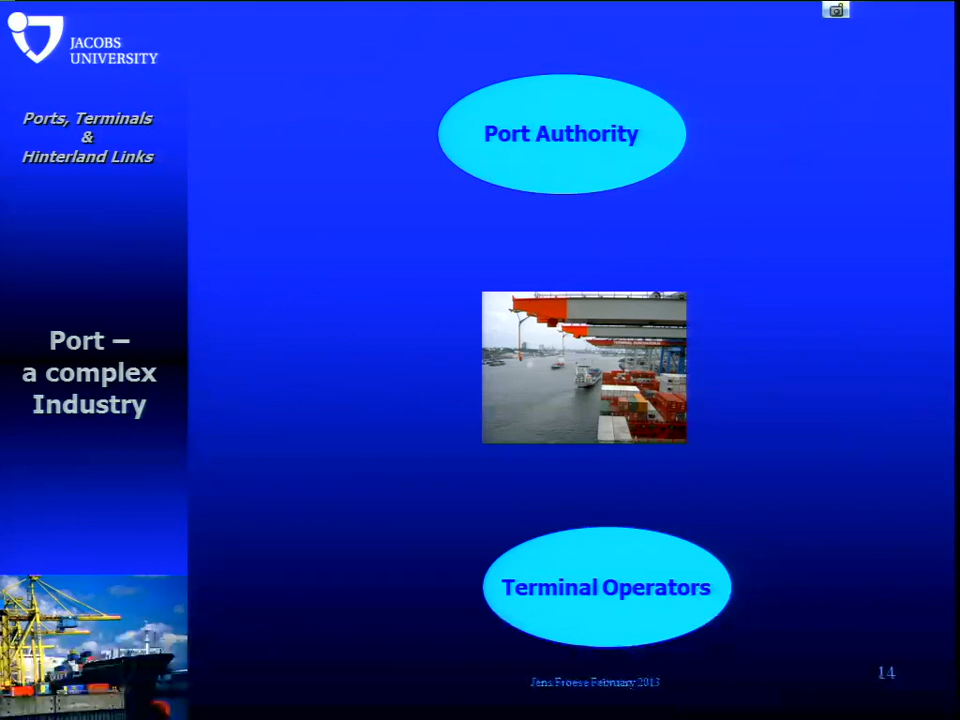 JACOBS
UNIVERSITY
Ports, Terminals
&
Hinterland Links
Port Authority
Port –
a complex
Industry
Terminal Operators
Jens Froese February 2013
14